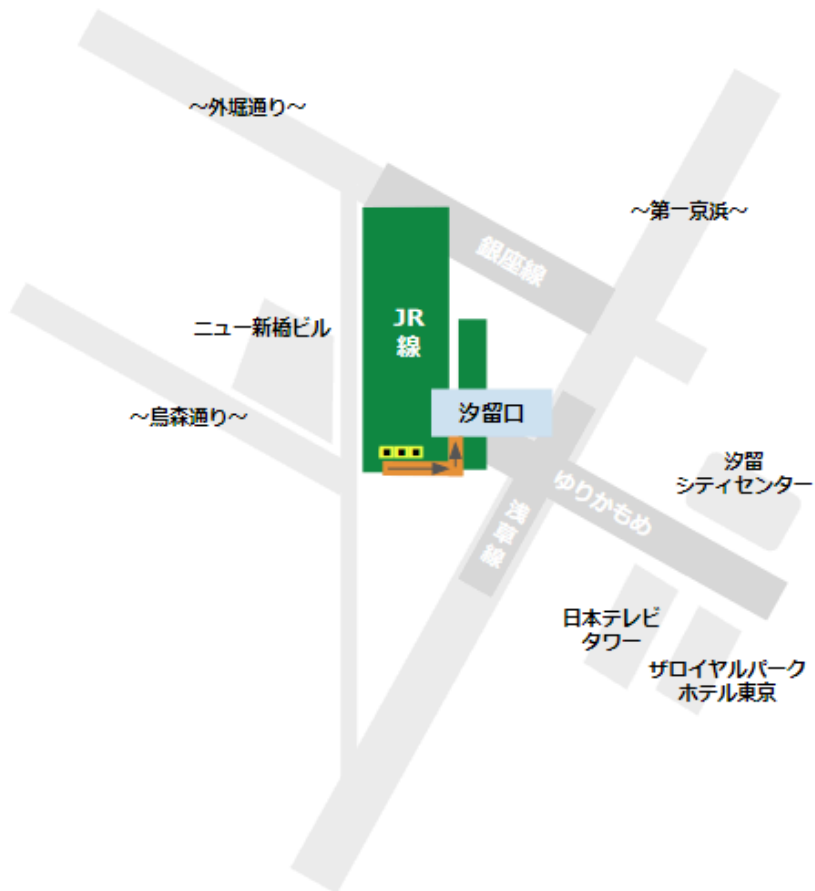 ～外堀通り～
～第一京浜～
銀座線
ニュー新橋ビル
JR
線
～烏森通り～
汐留口
汐留
シティセンター
ゆりかもめ
浅草線
日本テレビ
タワー
ザロイヤルパーク
ホテル東京